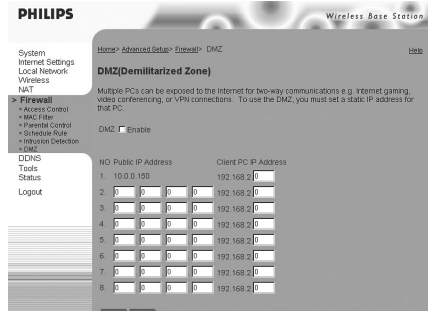 PHILIPS
Wireless Base Station
Home> Advanced Setup> Firewall> DMZ
Help
System
Internet Settings
Local Network
Wireless
NAT
> Firewall
> Access Control
> MAC Filter
> Parental Control
> Schedule Rule
> Intrusion Detection
> DMZ
DDNS
Tools
Status
Logout
DMZ(Demilitarized Zone)
Multiple PCs can be exposed to the Internet for two-way communications e.g. Internet gaming,
video conferencing, or VPN connections. To use the DMZ, you must set a static IP address for
that PC.
DMZ: Enable
NO Public IP Address Client PC IP Address
1. 10.0.0.150 192.168.2.0
2. 0 .0 .0 .0 192.168.2.0
3. 0 .0 .0 .0 192.168.2.0
4. 0 .0 .0 .0 192.168.2.0
5. 0 .0 .0 .0 192.168.2.0
6. 0 .0 .0 .0 192.168.2.0
7. 0 .0 .0 .0 192.168.2.0
8. 0 .0 .0 .0 192.168.2.0